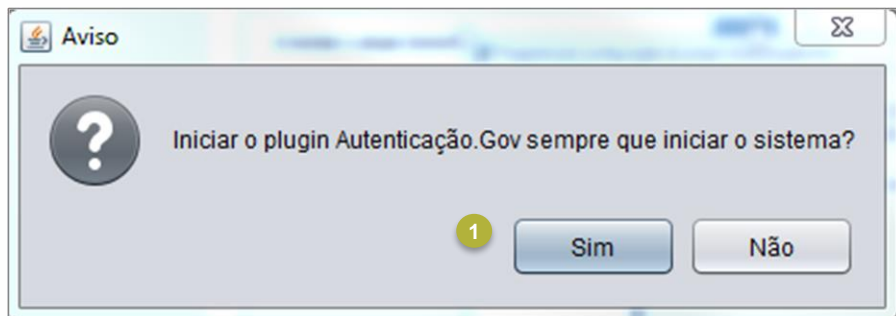 Aviso
Iniciar o plugin Autenticação.Gov sempre que iniciar o sistema?
1
Sim
Não